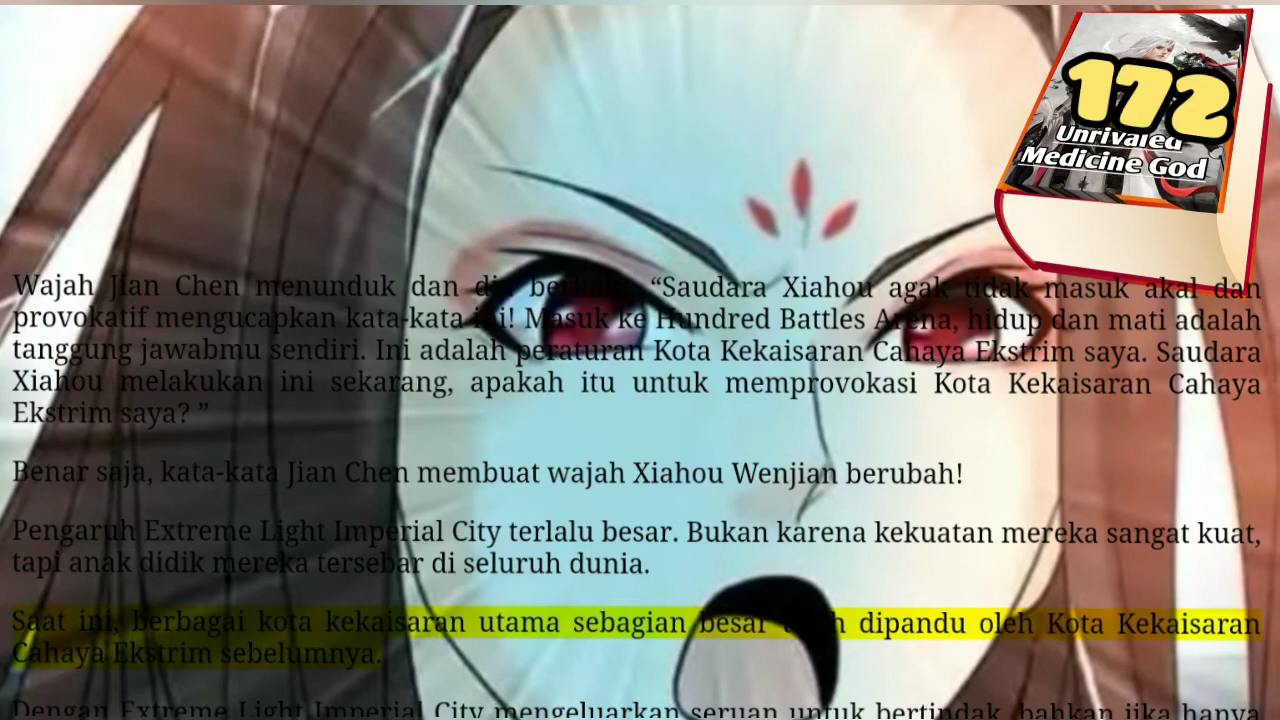 172
Unrivaled
Medicine God
Wajah Jian Chen menunduk dan dia berkata, “Saudara Xiahou agak tidak masuk akal dan
provokatif mengucapkan kata-kata ini! Masuk ke Hundred Battles Arena, hidup dan mati adalah
tanggung jawabmu sendiri. Ini adalah peraturan Kota Kekaisaran Cahaya Ekstrim saya. Saudara
Xiahou melakukan ini sekarang, apakah itu untuk memprovokasi Kota Kekaisaran Cahaya
Ekstrim saya? ”
Benar saja, kata-kata Jian Chen membuat wajah Xiahou Wenjian berubah!
Pengaruh Extreme Light Imperial City terlalu besar. Bukan karena kekuatan mereka sangat kuat,
tapi anak didik mereka tersebar di seluruh dunia.
Saat ini, berbagai kota kekaisaran utama sebagian besar dipandu oleh Kota Kekaisaran
Cahaya Ekstrim sebelumnya.
Dengan Extreme Light Imperial City mengeluarkan seruan untuk bertindak, bahkan jika hanya